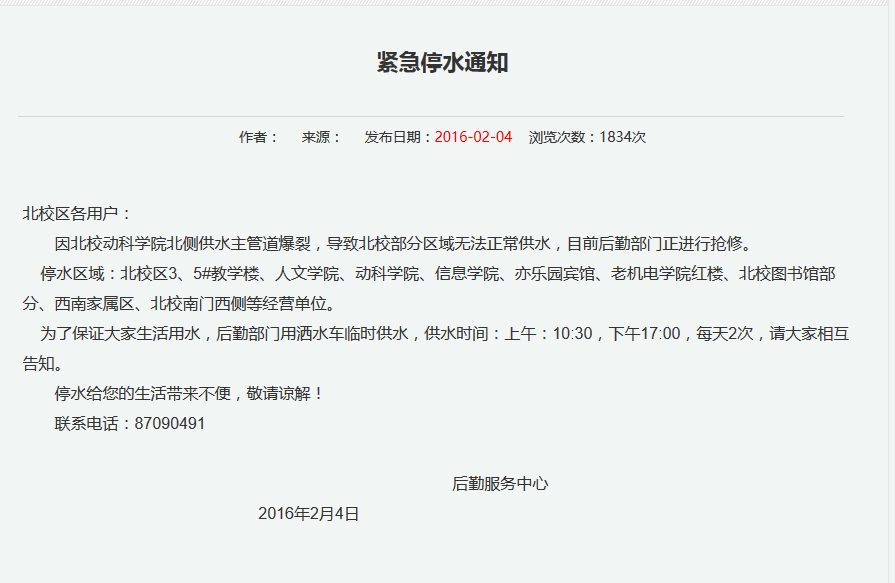 紧急停水通知
作者： 来源： 发布日期：2016-02-04 浏览次数：1834次
北校区各用户：
因北校动科学院北侧供水主管道爆裂，导致北校部分区域无法正常供水，目前后勤部门正进行抢修。
停水区域：北校区3、5#教学楼、人文学院、动科学院、信息学院、亦乐园宾馆、老机电学院红楼、北校图书馆部
分、西南家属区、北校南门西侧等经营单位。
为了保证大家生活用水，后勤部门用洒水车临时供水，供水时间：上午：10:30，下午17:00，每天2次，请大家相互
告知。
停水给您的生活带来不便，敬请谅解！
联系电话：87090491
后勤服务中心
2016年2月4日